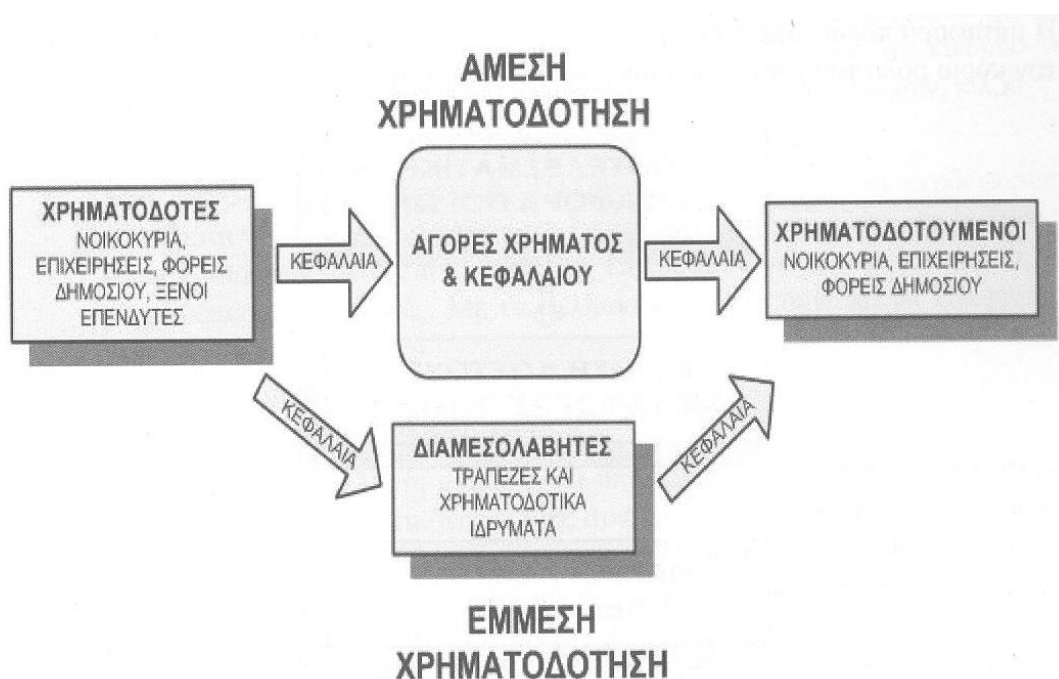 ΑΜΕΣΗ
ΧΡΗΜΑΤΟΔΟΤΗΣΗ
ΧΡΗΜΑΤΟΔΟΤΕΣ
ΝΟΙΚΟΚΥΡΙΑ,
ΕΠΙΧΕΙΡΗΣΕΙΣ, ΦΟΡΕΙΣ
ΔΗΜΟΣΙΟΥ, ΞΕΝΟΙ
ΕΠΕΝΔΥΤΕΣ
ΚΕΦΑΛΑΙΑ
ΑΓΟΡΕΣ ΧΡΗΜΑΤΟΣ
& ΚΕΦΑΛΑΙΟΥ
ΚΕΦΑΛΑΙΑ
ΧΡΗΜΑΤΟΔΟΤΟΥΜΕΝΟΙ
ΝΟΙΚΟΚΥΡΙΑ, ΕΠΙΧΕΙΡΗΣΕΙΣ,
ΦΟΡΕΙΣ ΔΗΜΟΣΙΟΥ
ΚΕΦΑΛΑΙΑ
ΔΙΑΜΕΣΟΛΑΒΗΤΕΣ
ΤΡΑΠΕΖΕΣ ΚΑΙ
ΧΡΗΜΑΤΟΔΟΤΙΚΑ
ΙΔΡΥΜΑΤΑ
ΚΕΦΑΛΑΙΑ
ΕΜΜΕΣΗ
ΧΡΗΜΑΤΟΔΟΤΗΣΗ